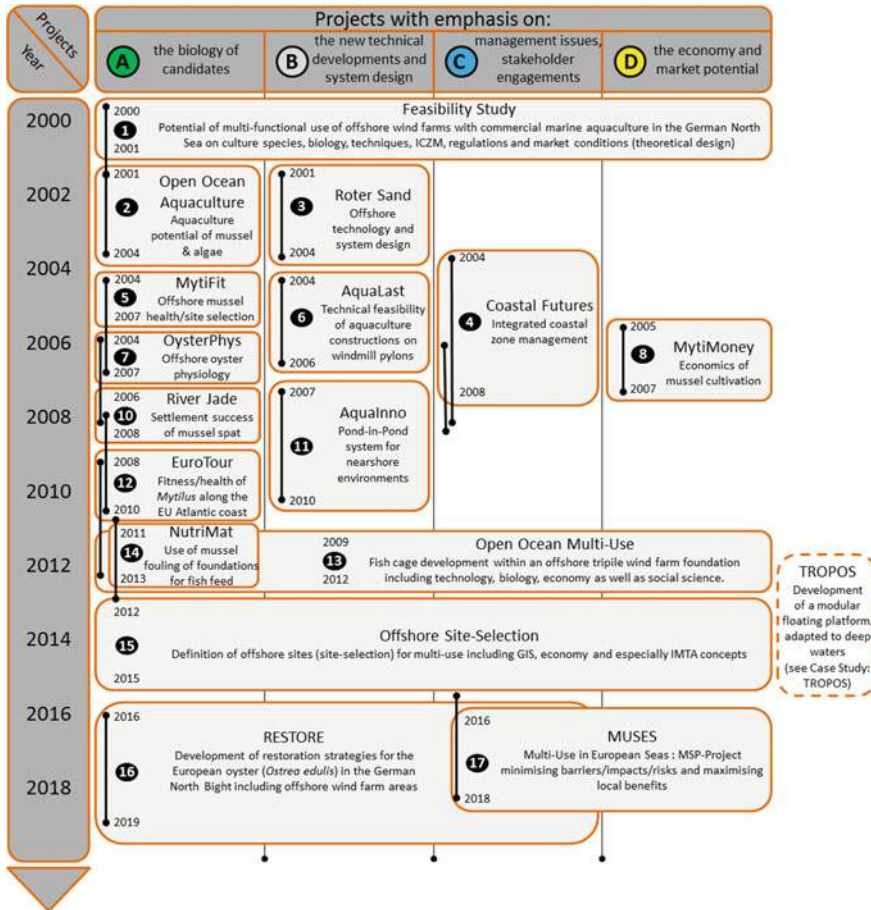 Projects
Year
Projects with emphasis on:
A
the biology of
candidates
B
the new technical
developments and
system design
C
management issues,
stakeholder
engagements
D
the economy and
market potential
2000
2002
2004
2006
2008
2010
2012
2014
2016
2018
2000
1
2001
Feasibility Study
Potential of multi-functional use of offshore wind farms with commercial marine aquaculture in the German North
Sea on culture species, biology, techniques, ICZM, regulations and market conditions (theoretical design)
2001
2
2004
Open Ocean
Aquaculture
Aquaculture
potential of mussel
& algae
2001
3
2004
Roter Sand
Offshore
technology and
system design
2004
4
2008
Coastal Futures
Integrated coastal
zone management
2004
5
2007
MytiFit
Offshore mussel
health/site selection
2004
6
2006
AquaLast
Technical feasibility
of aquaculture
constructions on
windmill pylons
2004
7
2007
OysterPhys
Offshore oyster
physiology
2005
8
2007
MytiMoney
Economics of
mussel cultivation
2006
10
2008
River Jade
Settlement success
of mussel spat
2007
11
2010
AquaInno
Pond-in-Pond
system for
nearshore
environments
2008
12
2010
EuroTour
Fitness/health of
Mytilus along the
EU Atlantic coast
2011
14
2013
NutriMat
Use of mussel
fouling of foundations
for fish feed
2009
13
2012
Open Ocean Multi-Use
Fish cage development within an offshore tripile wind farm foundation
including technology, biology, economy as well as social science.
TROPOS
Development
of a modular
floating platform,
adapted to deep
waters
(see Case Study:
TROPOS)
2012
15
2015
Offshore Site-Selection
Definition of offshore sites (site-selection) for multi-use including GIS, economy and especially IMTA concepts
2016
16
2019
RESTORE
Development of restoration strategies for the
European oyster (Ostrea edulis) in the German
North Bight including offshore wind farm areas
2016
17
2018
MUSES
Multi-Use in European Seas : MSP-Project
minimising barriers/impacts/risks and maximising
local benefits